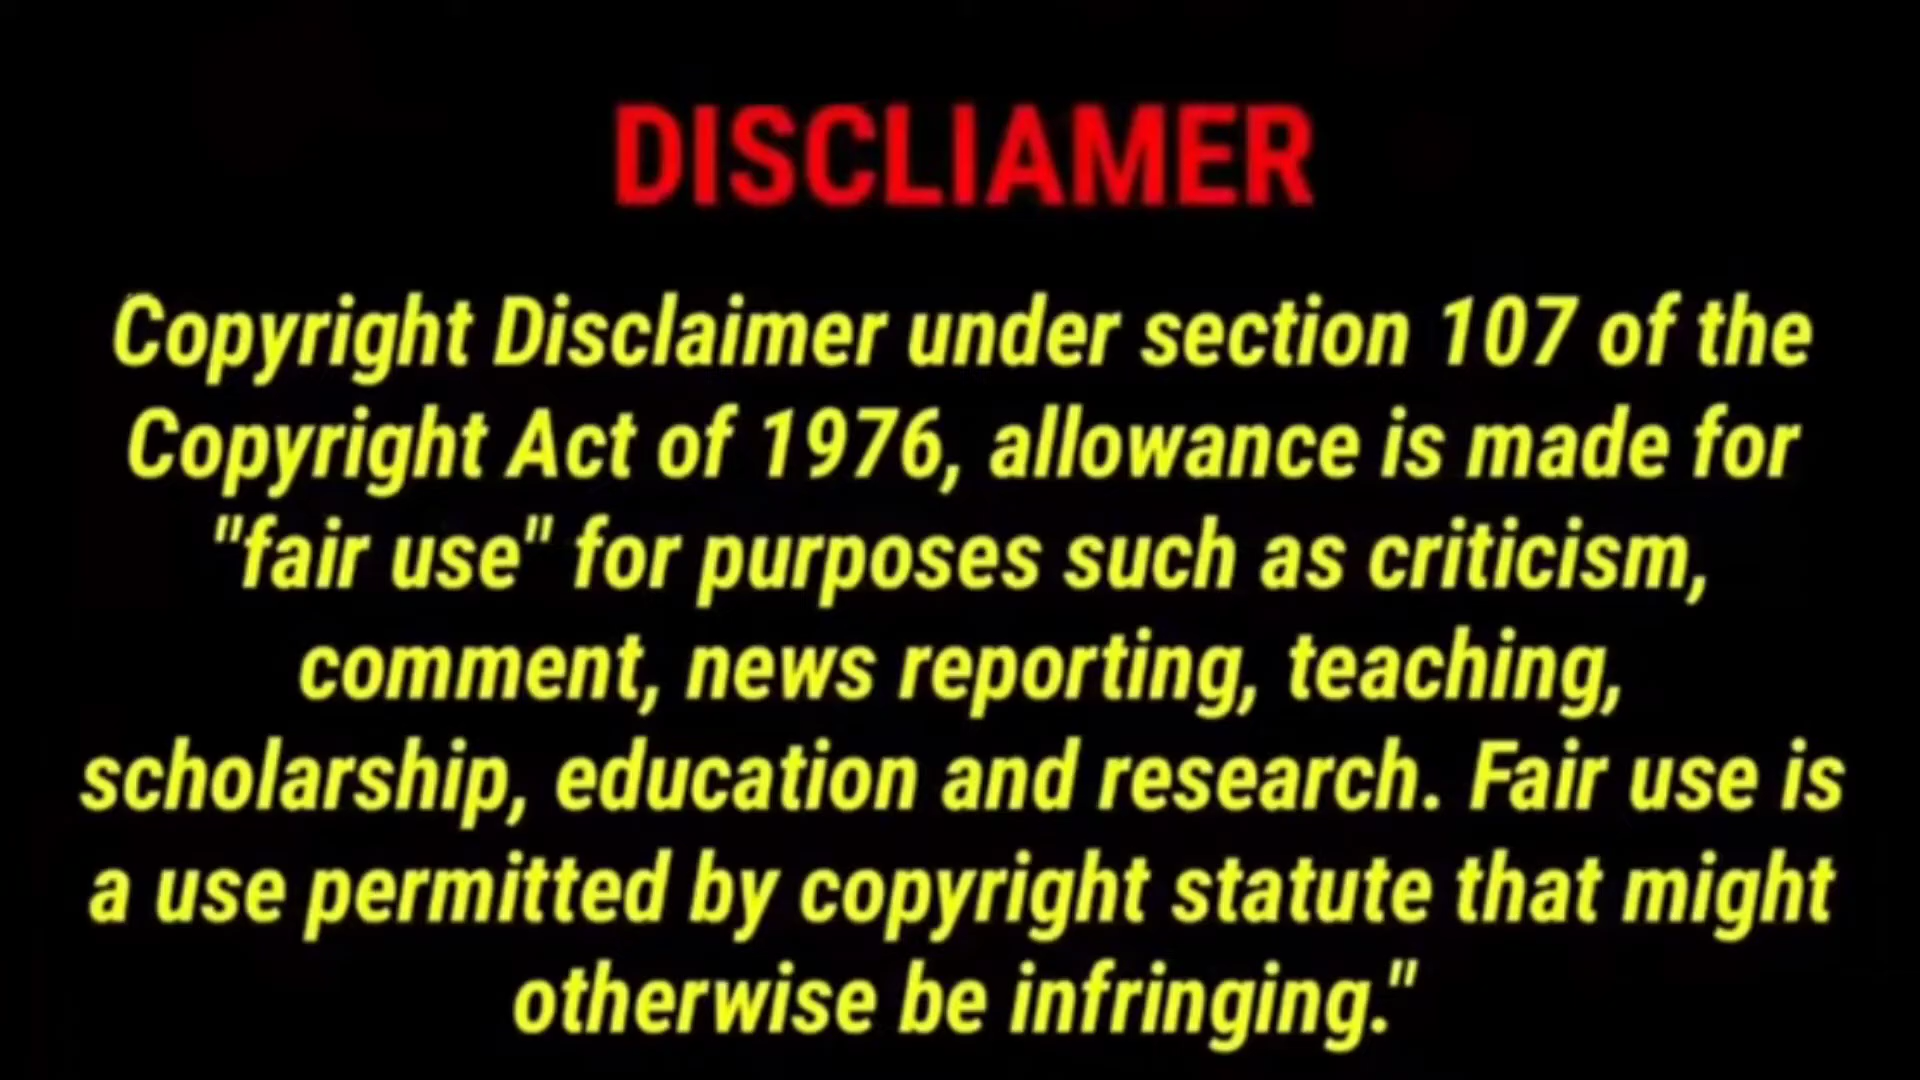 DISCLIAMER
Copyright Disclaimer under section 107 of the
Copyright Act of 1976, allowance is made for
"fair use" for purposes such as criticism,
comment, news reporting, teaching,
scholarship, education and research. Fair use is
a use permitted by copyright statute that might
otherwise be infringing."